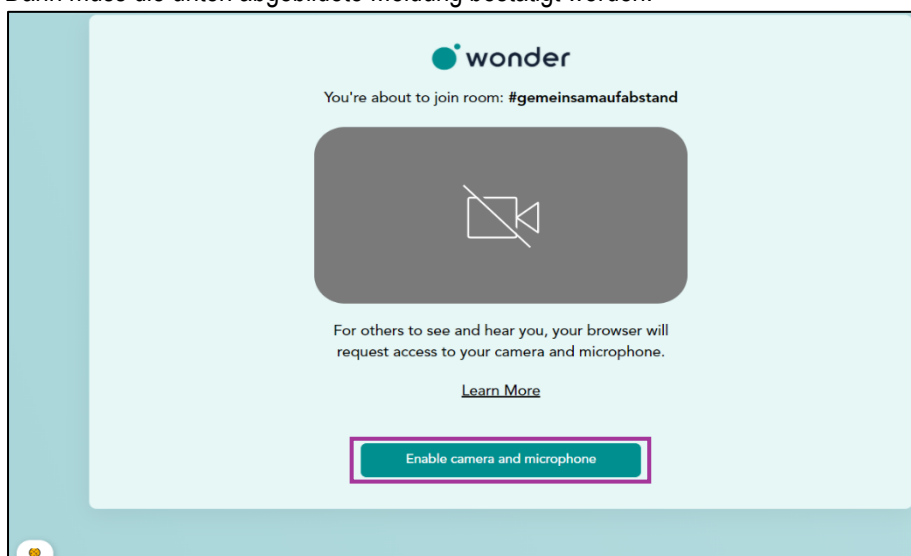 Dann muss die unten abgebildete Meldung bestätigt werden:
wonder
You're about to join room: #gemeinsamaufabstand
For others to see and hear you, your browser will
request access to your camera and microphone.
Learn More
Enable camera and microphone